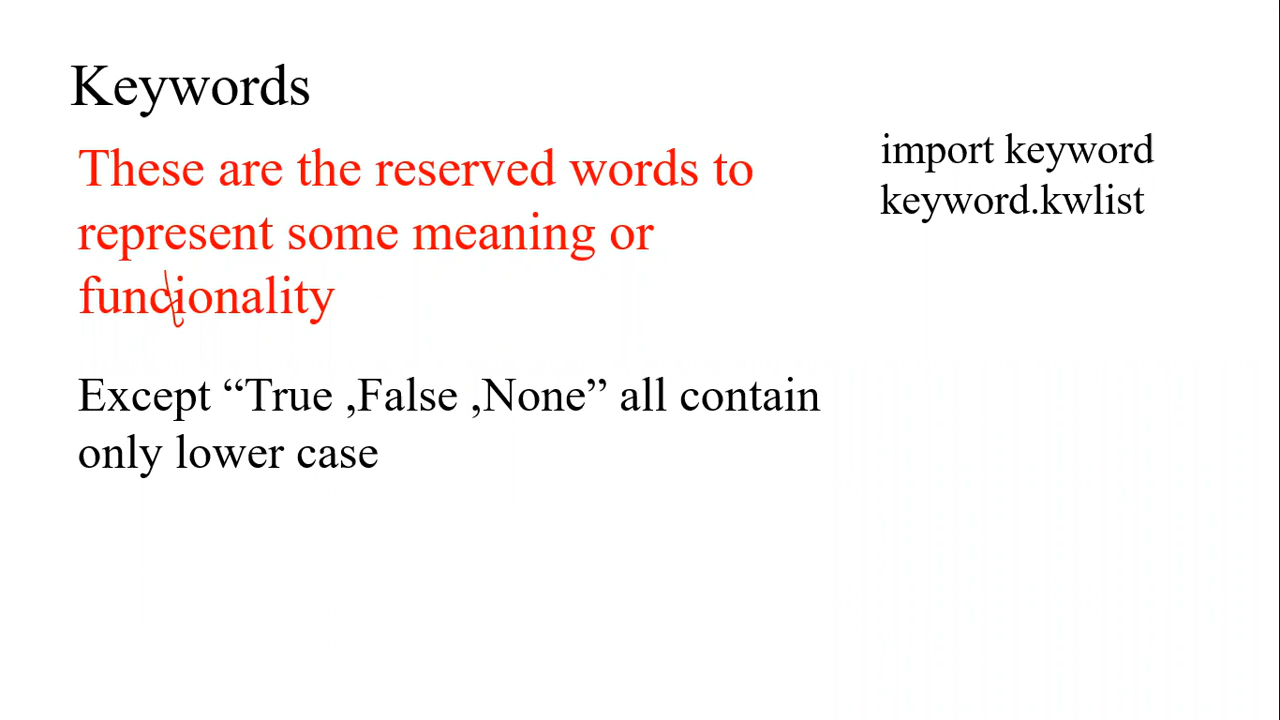 Keywords
These are the reserved words to
represent some meaning or
functionality
import keyword
keyword.kwlist
Except “True ,False ,None” all contain
only lower case